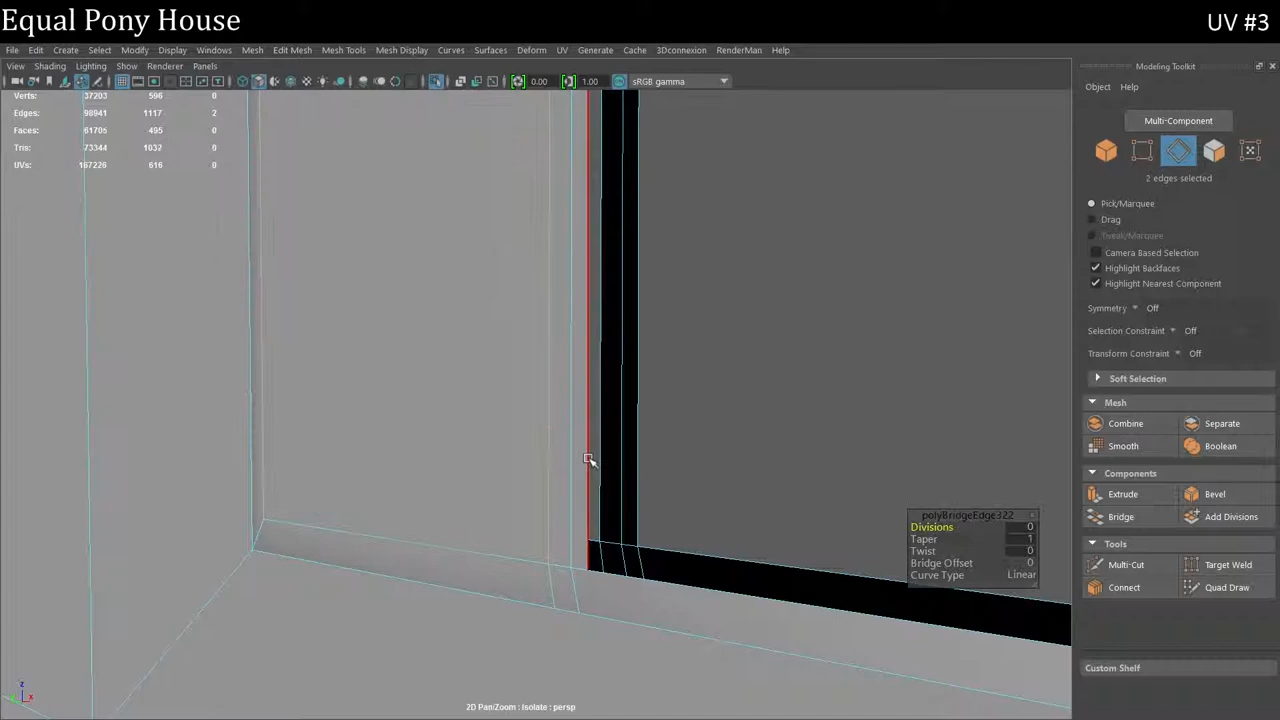 Equal Pony House
UV #3
File Edit Create Select Modify Display Windows Mesh Edit Mesh Mesh Tools Mesh Display Curves Surfaces Deform UV Generate Cache 3Dconnexion RenderMan Help
View Shading Lighting Show Renderer Panels
0.00 1.00 sRGB gamma
Verts: 37203 596 0
Edges: 98941 1117 2
Faces: 61705 495 0
Tris: 73344 1032 0
UVs: 167226 616 0
polyBridgeEdge322
Divisions 0
Taper 1
Twist 0
Bridge Offset 0
Curve Type Linear
z
x
2D Pan/Zoom : Isolate : persp
Modeling Toolkit
Object Help
Multi-Component
2 edges selected
Pick/Marquee
Drag
Tweak/Marquee
Camera Based Selection
Highlight Backfaces
Highlight Nearest Component
Symmetry Off
Selection Constraint Off
Transform Constraint Off
Soft Selection
Mesh
Combine Separate
Smooth Boolean
Components
Extrude Bevel
Bridge Add Divisions
Tools
Multi-Cut Target Weld
Connect Quad Draw
Custom Shelf